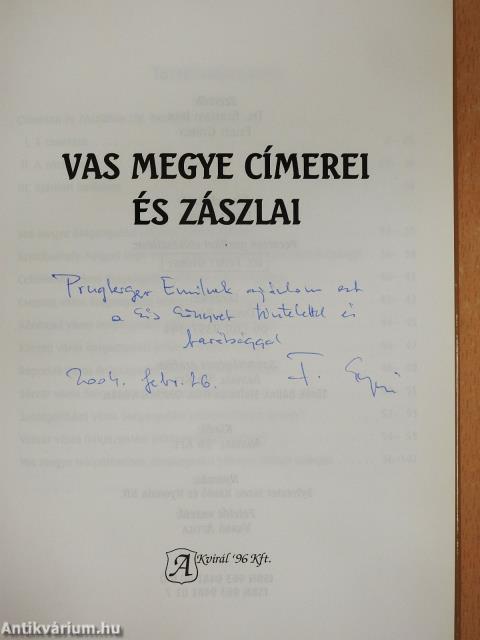 VAS MEGYE CÍMEREI
ÉS ZÁSZLAI
Prugberger Emilnek ajánlom ezt
a kis könyvet tisztelettel és
barátsággal
2004. febr. 26. F.
A Kvirál '96 Kft.
Antikvárium.hu